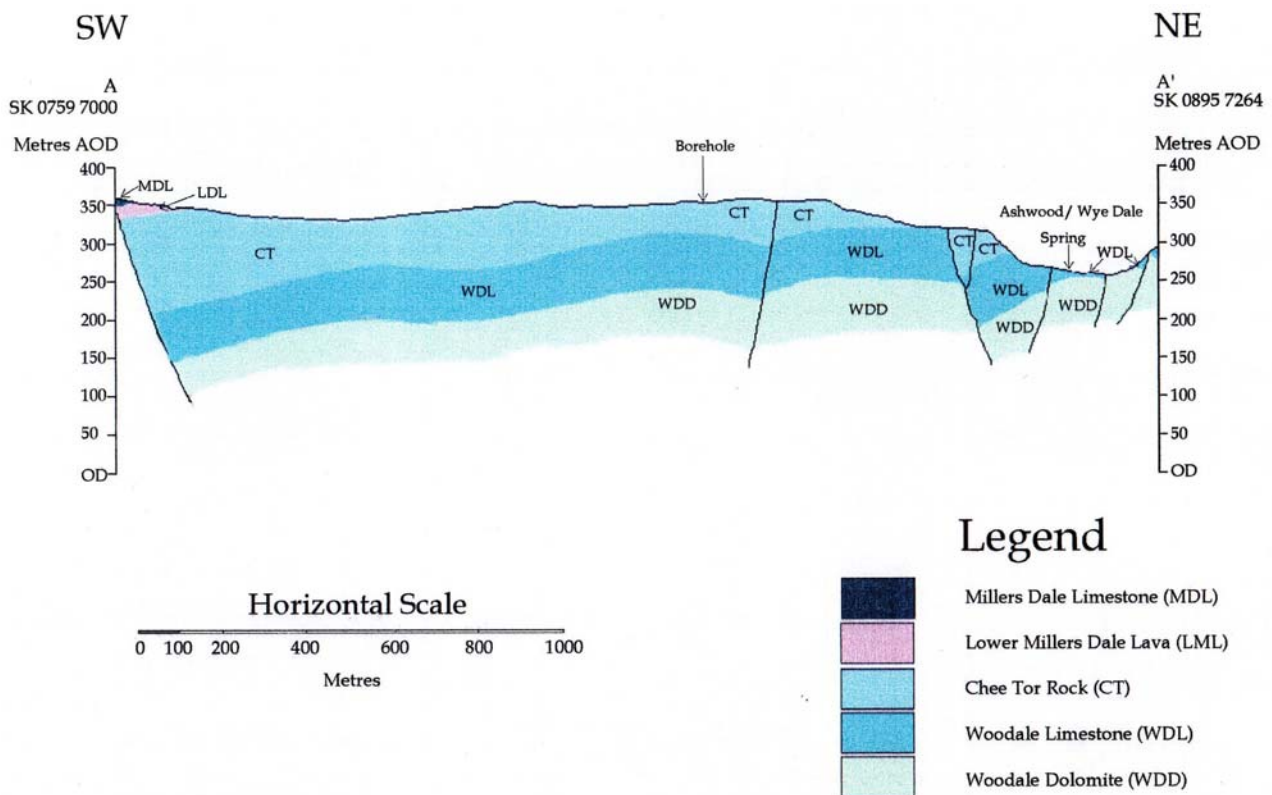 SW
NE
A
SK 0759 7000
A'
SK 0895 7264
Metres AOD
Metres AOD
400
350
300
250
200
150
100
50
OD
400
350
300
250
200
150
100
50
OD
MDL
LDL
Borehole
CT
CT
CT
CT
CT
Ashwood/ Wye Dale
Spring
WDL
WDL
WDL
WDL
WDD
WDD
WDD
WDD
Horizontal Scale
0 100 200 400 600 800 1000
Metres
Legend
Millers Dale Limestone (MDL)
Lower Millers Dale Lava (LML)
Chee Tor Rock (CT)
Woodale Limestone (WDL)
Woodale Dolomite (WDD)